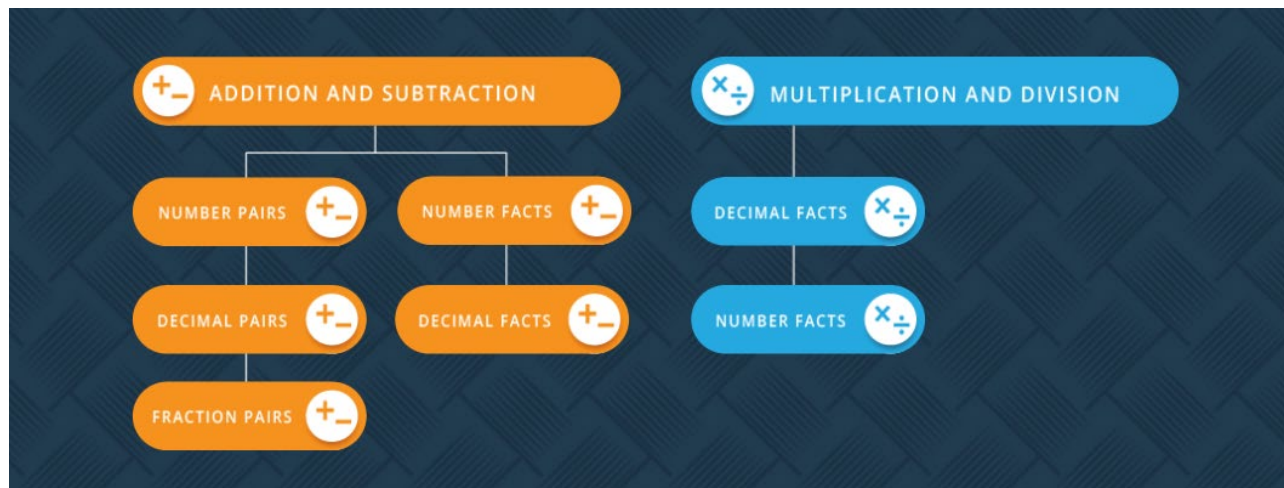 ADDITION AND SUBTRACTION
MULTIPLICATION AND DIVISION
NUMBER PAIRS
NUMBER FACTS
DECIMAL FACTS
DECIMAL PAIRS
DECIMAL FACTS
NUMBER FACTS
FRACTION PAIRS